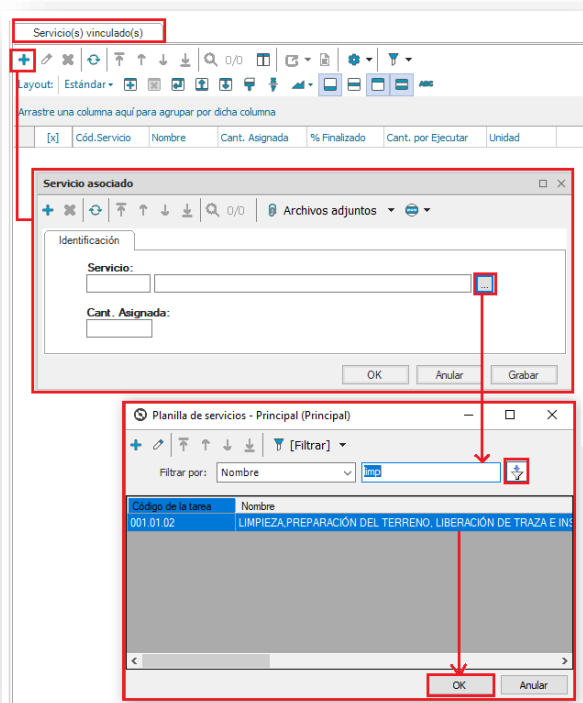 Servicio(s) vinculado(s)
0/0
Layout: Estándar
ABC
Arrastre una columna aquí para agrupar por dicha columna
[x] Cód.Servicio Nombre Cant. Asignada % Finalizado Cant. por Ejecutar Unidad
Servicio asociado
0/0 Archivos adjuntos
Identificación
Servicio:
...
Cant. Asignada:
OK Anular Grabar
Planilla de servicios - Principal (Principal)
[Filtrar]
Filtrar por: Nombre limp
Código de la tarea Nombre
001.01.02 LIMPIEZA,PREPARACIÓN DEL TERRENO, LIBERACIÓN DE TRAZA E INS
OK Anular